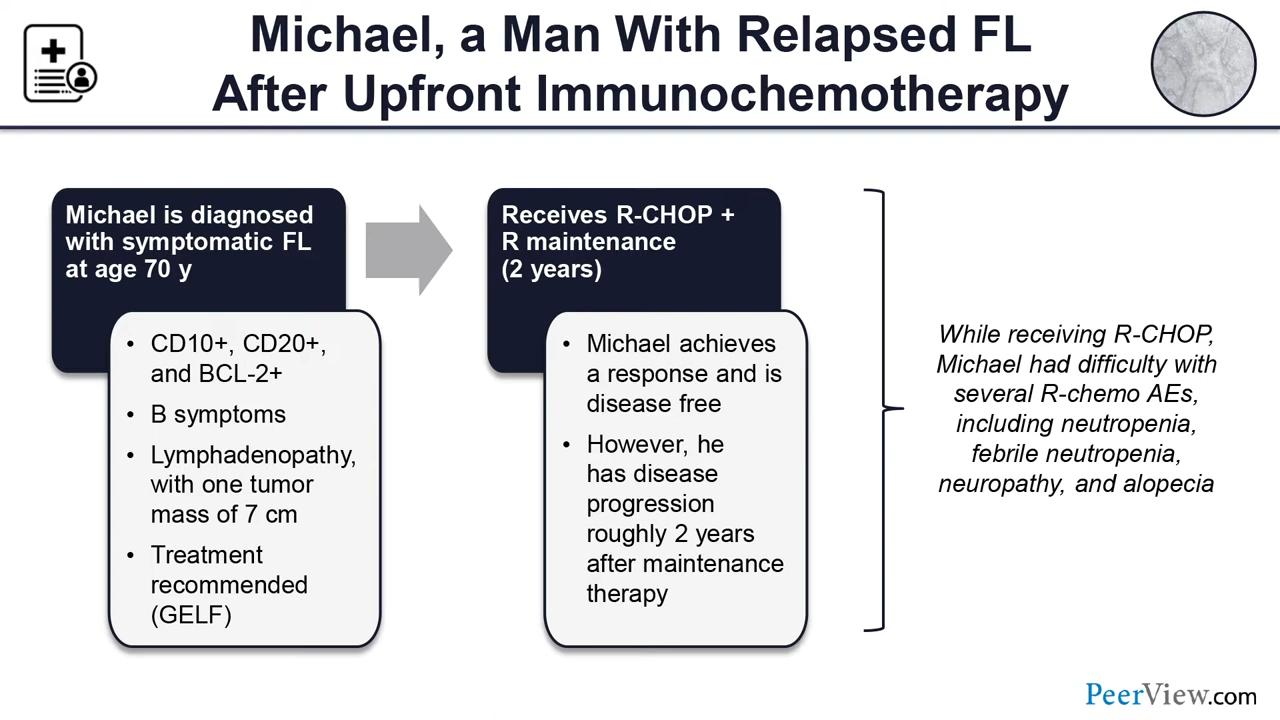 Michael, a Man With Relapsed FL
After Upfront Immunochemotherapy
Michael is diagnosed
with symptomatic FL
at age 70 y
• CD10+, CD20+,
and BCL-2+
• B symptoms
• Lymphadenopathy,
with one tumor
mass of 7 cm
• Treatment
recommended
(GELF)
Receives R-CHOP +
R maintenance
(2 years)
• Michael achieves
a response and is
disease free
• However, he
has disease
progression
roughly 2 years
after maintenance
therapy
While receiving R-CHOP,
Michael had difficulty with
several R-chemo AEs,
including neutropenia,
febrile neutropenia,
neuropathy, and alopecia
PeerView.com